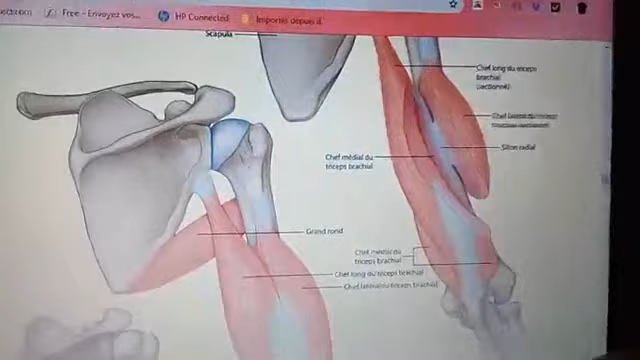 Free - Envoyez vos...
HP Connected
Importés depuis
Scapula
Chef long du triceps
brachial
(sectionné)
Chef
Sillon radial
Chef médial du
triceps brachial
Grand rond
Chef médial du
triceps brachial
Chef long du triceps brachial
Chef latéral du triceps brachial